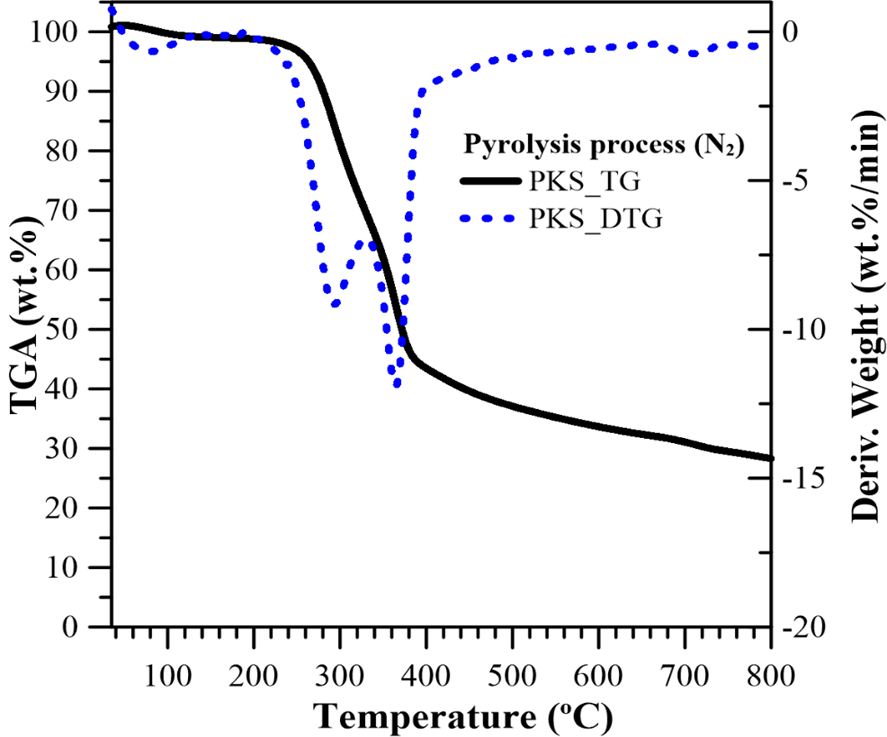 100
90
80
70
60
50
40
30
20
10
0
TGA (wt.%)
Pyrolysis process (N₂)
PKS_TG
PKS_DTG
0
-5
-10
-15
-20
Deriv. Weight (wt.%/min)
100 200 300 400 500 600 700 800
Temperature (ºC)